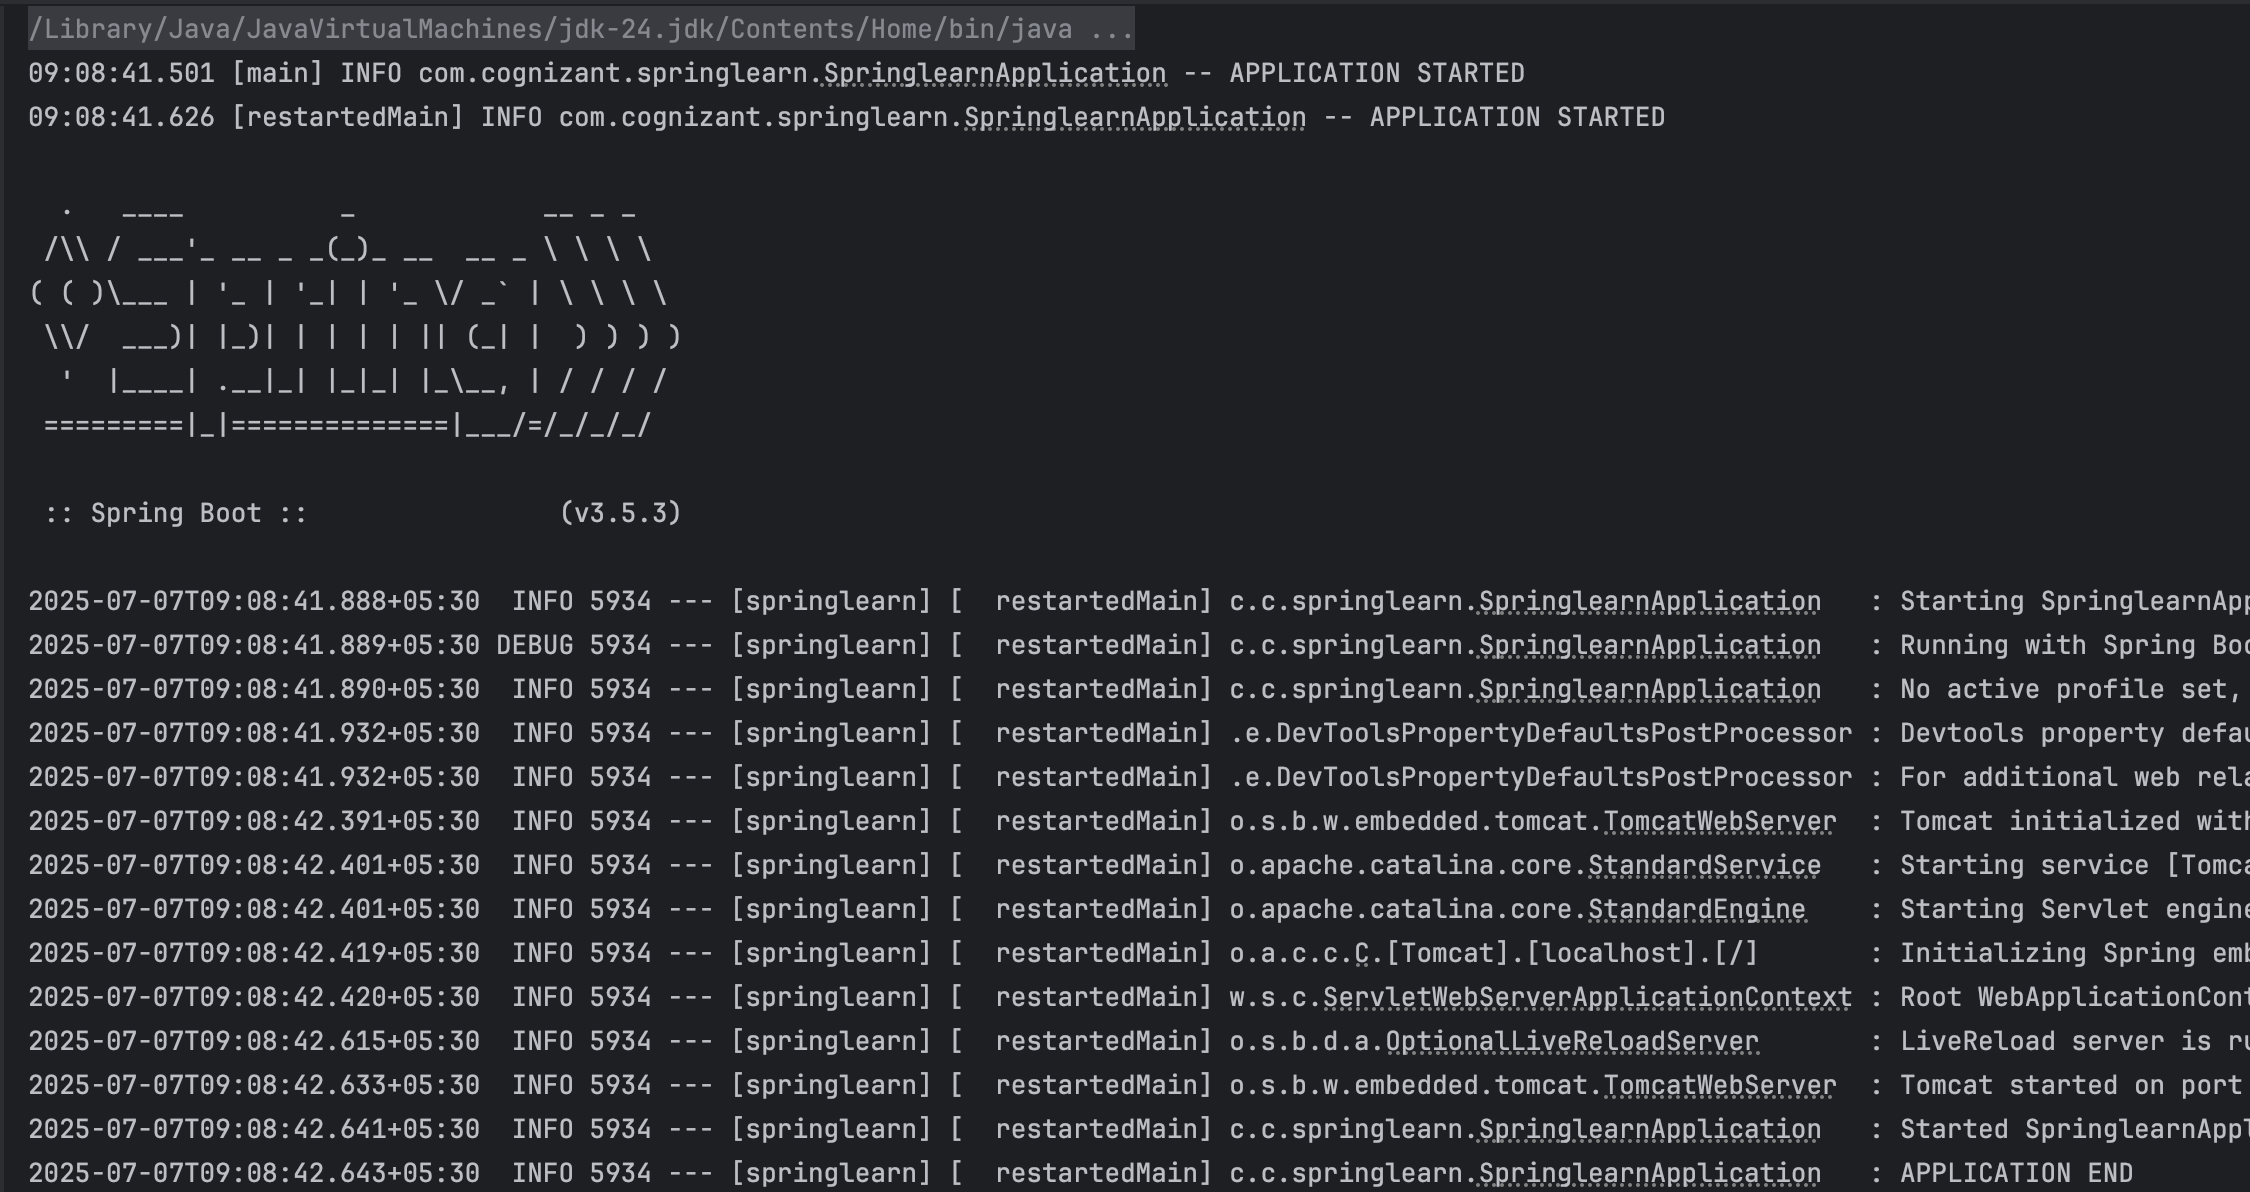 /Library/Java/JavaVirtualMachines/jdk-24.jdk/Contents/Home/bin/java ...
09:08:41.501 [main] INFO com.cognizant.springlearn.SpringlearnApplication -- APPLICATION STARTED
09:08:41.626 [restartedMain] INFO com.cognizant.springlearn.SpringlearnApplication -- APPLICATION STARTED
  .   ____          _            __ _ _
 /\\ / ___'_ __ _ _(_)_ __  __ _ \ \ \ \
( ( )\___ | '_ | '_| | '_ \/ _` | \ \ \ \
 \\/  ___)| |_)| | | | | || (_| |  ) ) ) )
  '  |____| .__|_| |_|_| |_\__, | / / / /
 =========|_|==============|___/=/_/_/_/
 :: Spring Boot ::                (v3.5.3)
2025-07-07T09:08:41.888+05:30  INFO 5934 --- [springlearn] [  restartedMain] c.c.springlearn.SpringlearnApplication   : Starting SpringlearnApp
2025-07-07T09:08:41.889+05:30 DEBUG 5934 --- [springlearn] [  restartedMain] c.c.springlearn.SpringlearnApplication   : Running with Spring Boo
2025-07-07T09:08:41.890+05:30  INFO 5934 --- [springlearn] [  restartedMain] c.c.springlearn.SpringlearnApplication   : No active profile set,
2025-07-07T09:08:41.932+05:30  INFO 5934 --- [springlearn] [  restartedMain] .e.DevToolsPropertyDefaultsPostProcessor : Devtools property defau
2025-07-07T09:08:41.932+05:30  INFO 5934 --- [springlearn] [  restartedMain] .e.DevToolsPropertyDefaultsPostProcessor : For additional web rela
2025-07-07T09:08:42.391+05:30  INFO 5934 --- [springlearn] [  restartedMain] o.s.b.w.embedded.tomcat.TomcatWebServer  : Tomcat initialized with
2025-07-07T09:08:42.401+05:30  INFO 5934 --- [springlearn] [  restartedMain] o.apache.catalina.core.StandardService   : Starting service [Tomca
2025-07-07T09:08:42.401+05:30  INFO 5934 --- [springlearn] [  restartedMain] o.apache.catalina.core.StandardEngine    : Starting Servlet engine
2025-07-07T09:08:42.419+05:30  INFO 5934 --- [springlearn] [  restartedMain] o.a.c.c.C.[Tomcat].[localhost].[/]       : Initializing Spring emb
2025-07-07T09:08:42.420+05:30  INFO 5934 --- [springlearn] [  restartedMain] w.s.c.ServletWebServerApplicationContext : Root WebApplicationCont
2025-07-07T09:08:42.615+05:30  INFO 5934 --- [springlearn] [  restartedMain] o.s.b.d.a.OptionalLiveReloadServer       : LiveReload server is ru
2025-07-07T09:08:42.633+05:30  INFO 5934 --- [springlearn] [  restartedMain] o.s.b.w.embedded.tomcat.TomcatWebServer  : Tomcat started on port
2025-07-07T09:08:42.641+05:30  INFO 5934 --- [springlearn] [  restartedMain] c.c.springlearn.SpringlearnApplication   : Started SpringlearnAppl
2025-07-07T09:08:42.643+05:30  INFO 5934 --- [springlearn] [  restartedMain] c.c.springlearn.SpringlearnApplication   : APPLICATION END